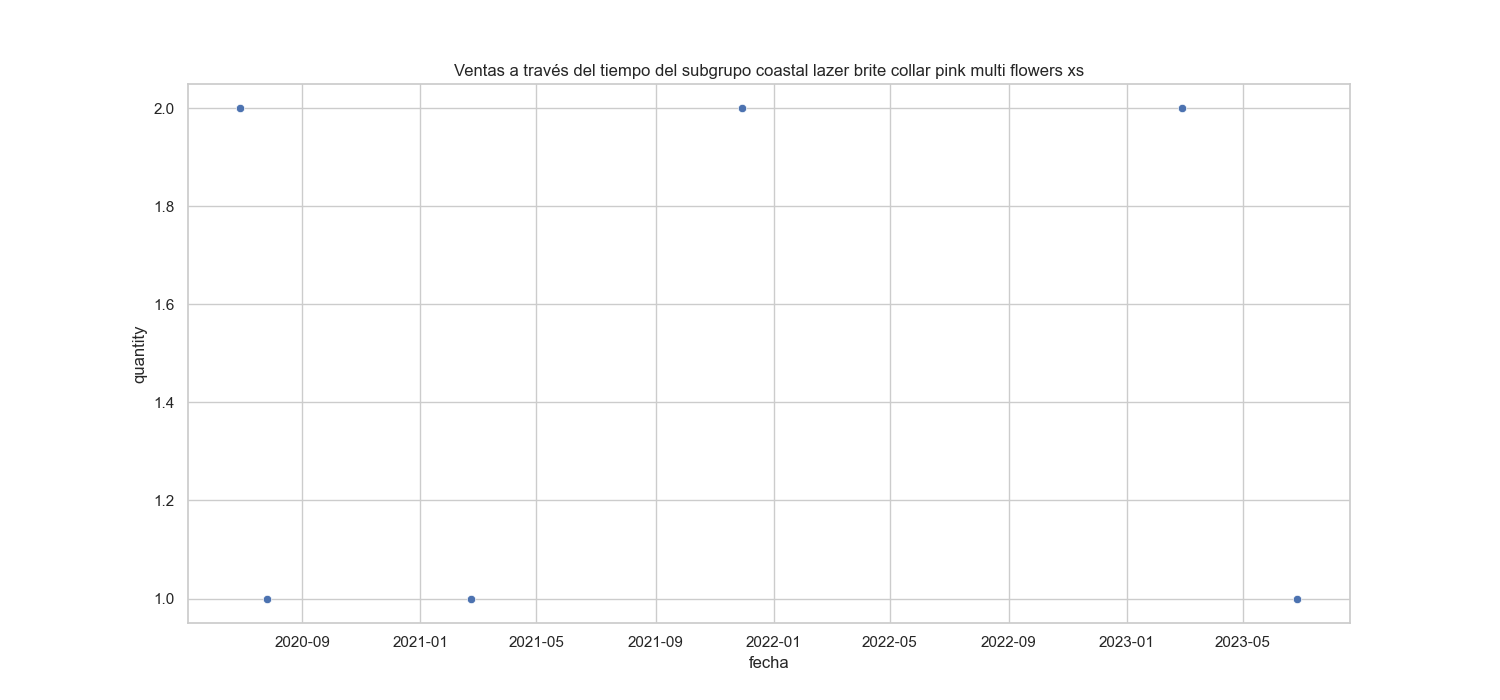 Ventas a través del tiempo del subgrupo coastal lazer brite collar pink multi flowers xs
2.0
1.8
1.6
1.4
1.2
1.0
quantity
2020-09 2021-01 2021-05 2021-09 2022-01 2022-05 2022-09 2023-01 2023-05
fecha